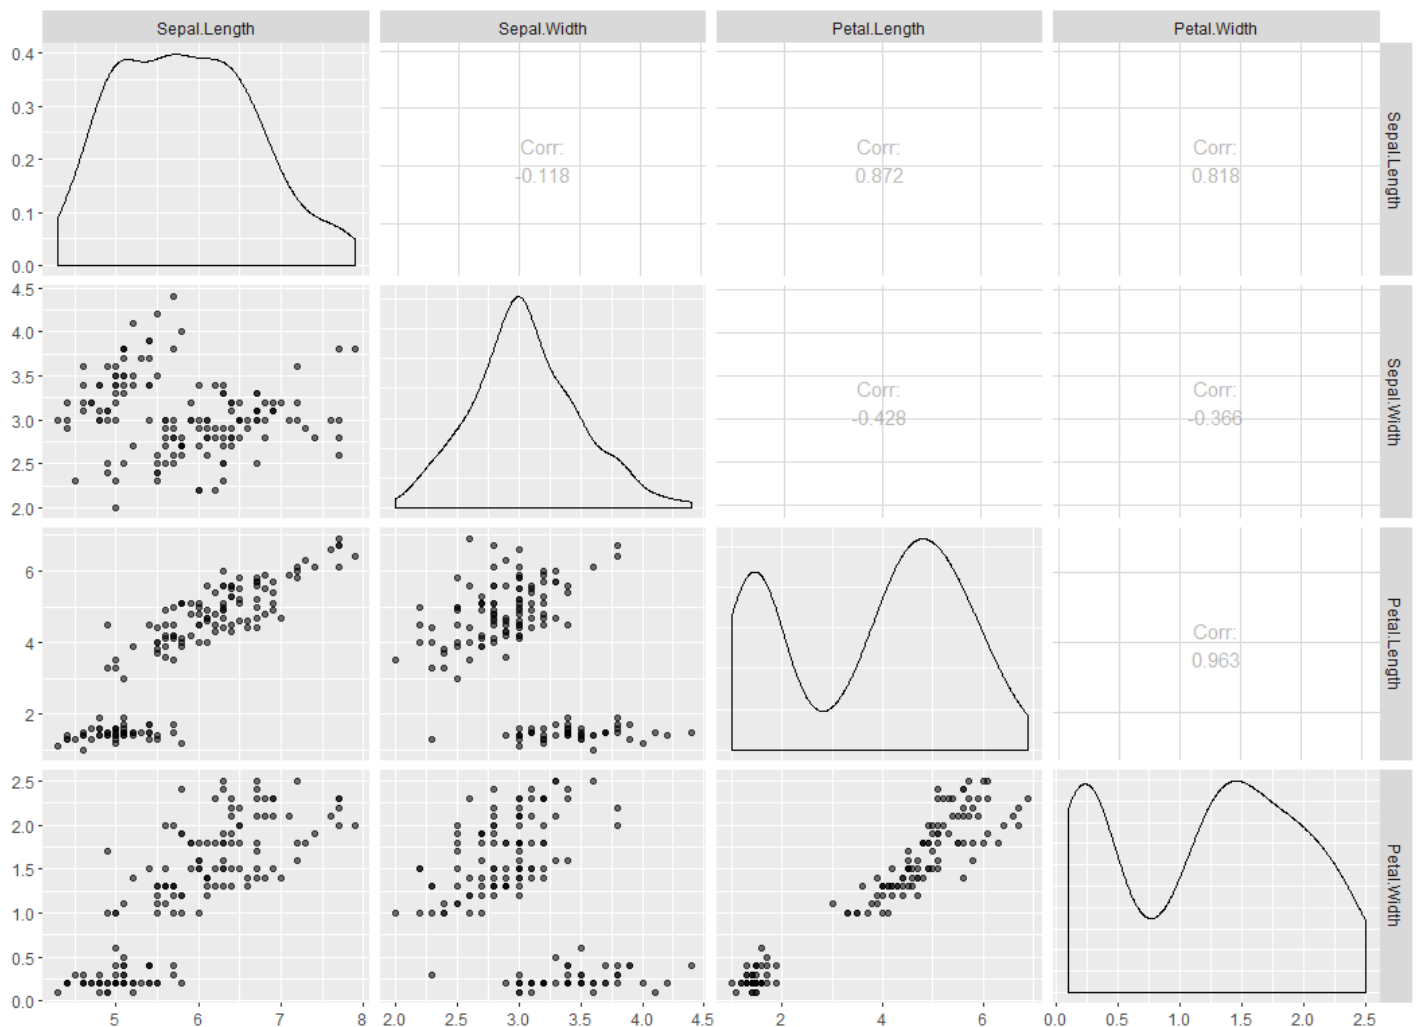 Sepal.Length Sepal.Width Petal.Length Petal.Width
0.4
0.3
0.2
0.1
0.0
Corr:
-0.118
Corr:
0.872
Corr:
0.818
Sepal.Length
4.5
4.0
3.5
3.0
2.5
2.0
Corr:
-0.428
Corr:
-0.366
Sepal.Width
6
4
2
Corr:
0.963
Petal.Length
2.5
2.0
1.5
1.0
0.5
0.0
Petal.Width
5 6 7 8
2.0 2.5 3.0 3.5 4.0 4.5
2 4 6
0.0 0.5 1.0 1.5 2.0 2.5